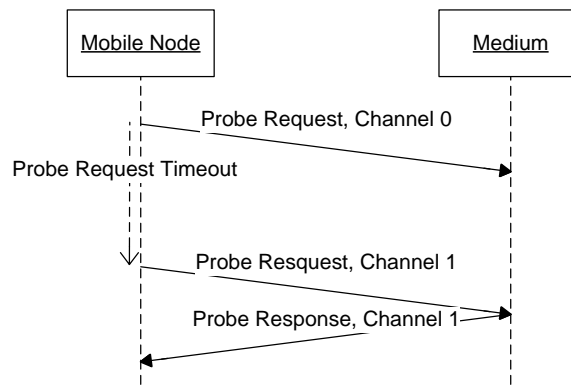 Mobile Node
Medium
Probe Request, Channel 0
Probe Request Timeout
Probe Resquest, Channel 1
Probe Response, Channel 1